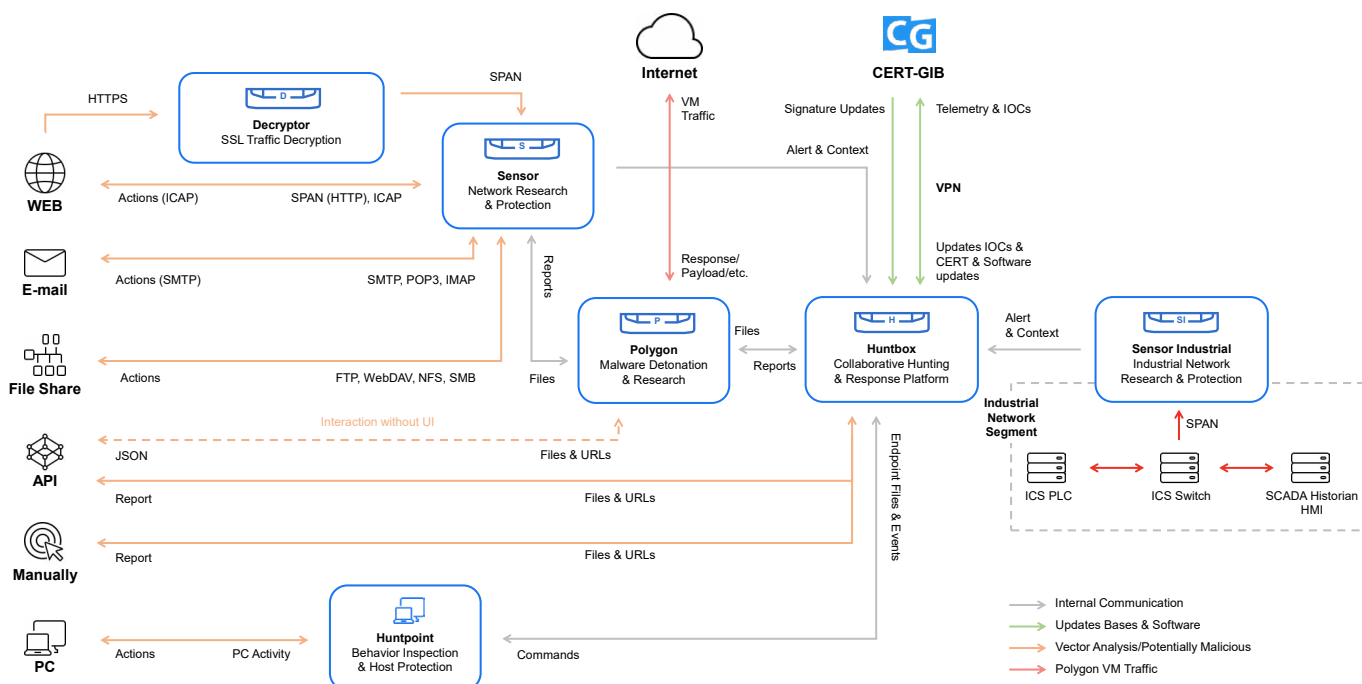 CG
Internet
CERT-GIB
HTTPS
D
Decryptor
SSL Traffic Decryption
SPAN
S
Sensor
Network Research
& Protection
VM
Traffic
Signature Updates
Telemetry & IOCs
Alert & Context
VPN
WEB
Actions (ICAP)
SPAN (HTTP), ICAP
E-mail
Actions (SMTP)
SMTP, POP3, IMAP
Reports
Response/
Payload/etc.
Updates IOCs &
CERT & Software
updates
File Share
Actions
FTP, WebDAV, NFS, SMB
Files
P
Polygon
Malware Detonation
& Research
Files
Reports
H
Huntbox
Collaborative Hunting
& Response Platform
Alert
& Context
SI
Sensor Industrial
Industrial Network
Research & Protection
Industrial
Network
Segment
SPAN
ICS PLC
ICS Switch
SCADA Historian
HMI
Interaction without UI
API
JSON
Files & URLs
Report
Files & URLs
Manually
Report
Files & URLs
Endpoint Files & Events
PC
Actions
PC Activity
Huntpoint
Behavior Inspection
& Host Protection
Commands
Internal Communication
Updates Bases & Software
Vector Analysis/Potentially Malicious
Polygon VM Traffic